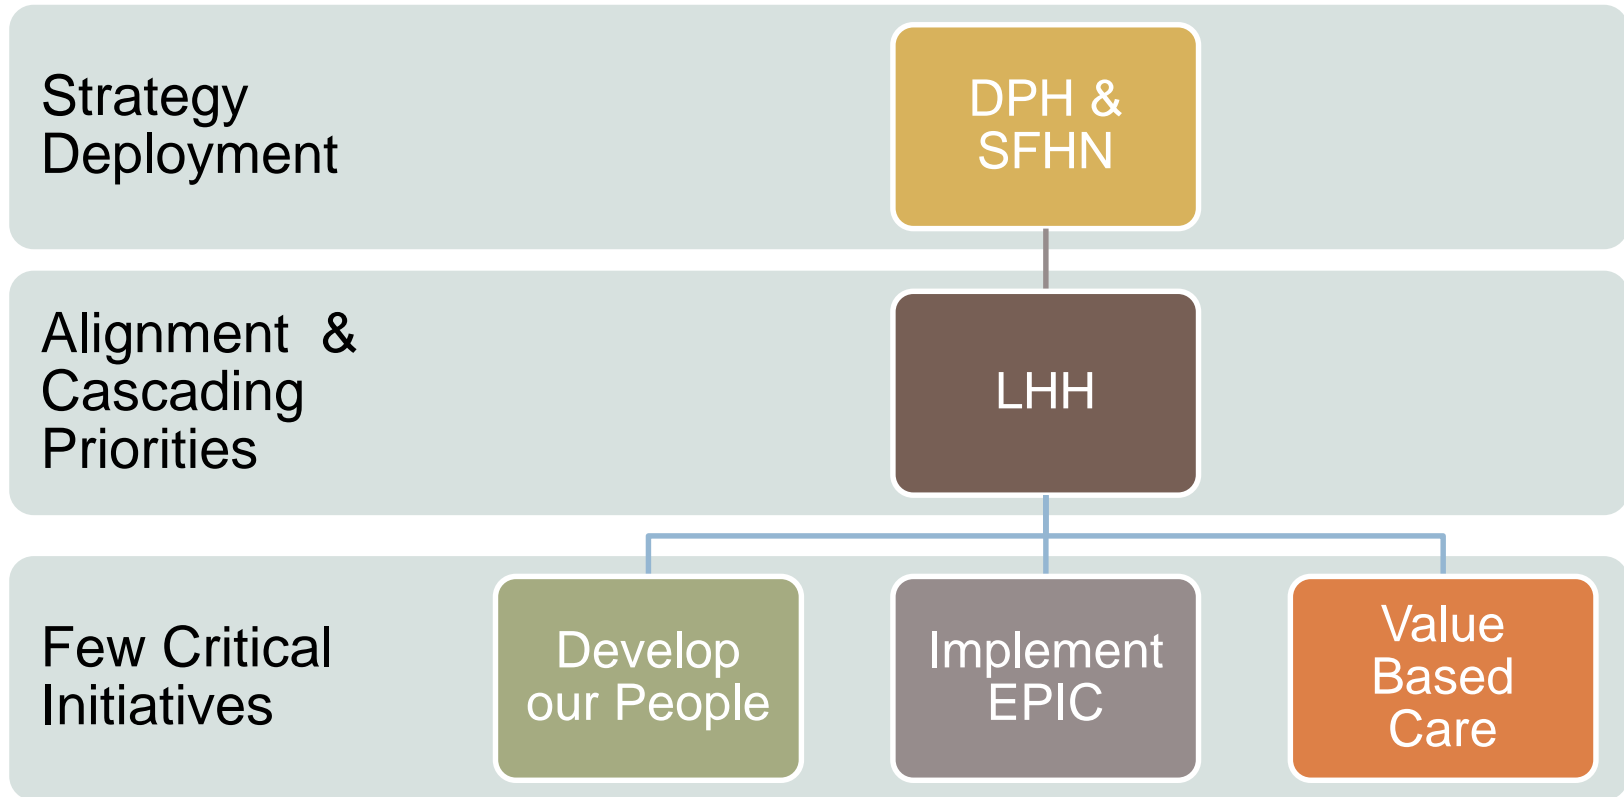 Strategy
Deployment
DPH &
SFHN
Alignment  &
Cascading
Priorities
LHH
Few Critical
Initiatives
Develop
our People
Implement
EPIC
Value
Based
Care